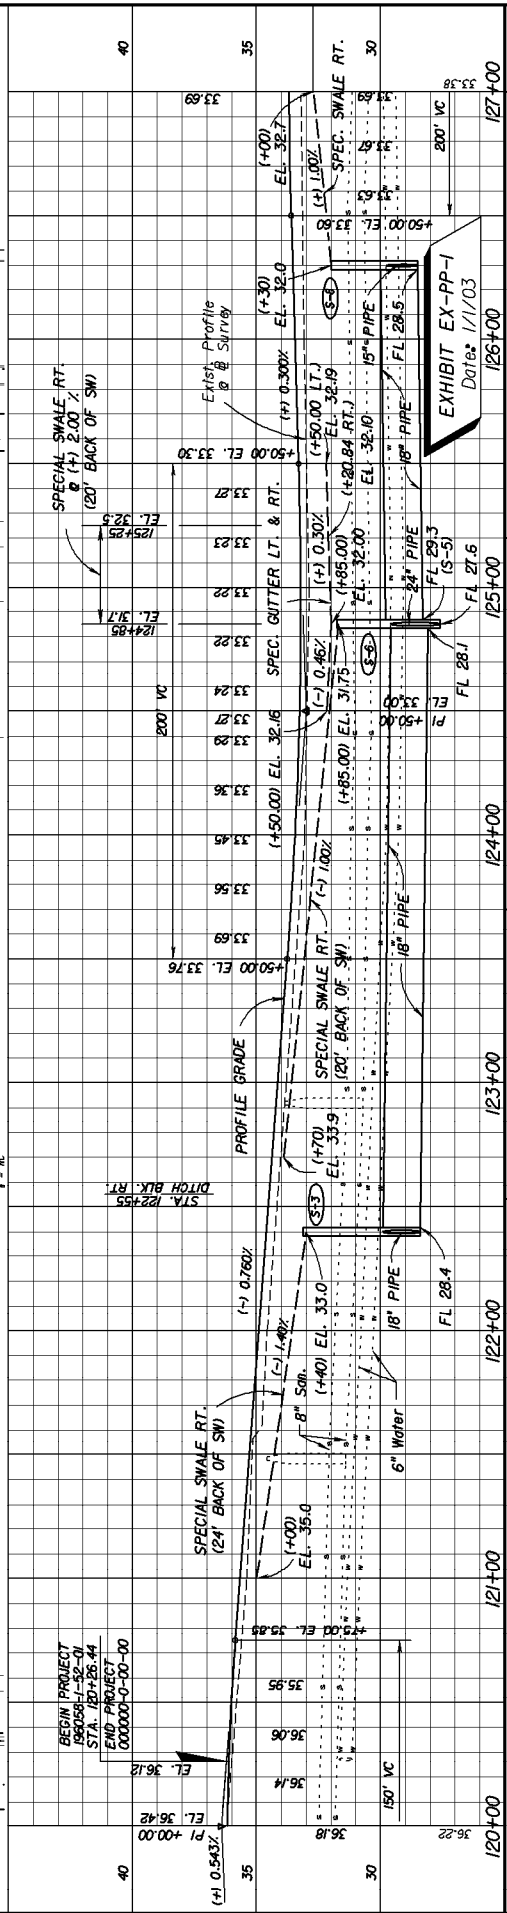 40
35
30
BEGIN PROJECT
196058-1-52-01
STA. 120+26.44
END PROJECT
000000-0-00-00
EL. 36.12
PI +00.00
EL. 36.42
(+) 0.543%
36.14
36.06
35.95
+75.00 EL. 35.85
36.18
150' VC
36.22
120+00
SPECIAL SWALE RT.
(24' BACK OF SW)
(+00)
EL. 35.0
(-) 1.40%
(-) 0.760%
8" San.
(+40) EL. 33.0
6" Water
121+00
122+00
STA. 122+55
DITCH BLK. RT.
S-3
18" PIPE
FL 28.4
(+70)
EL. 33.9
PROFILE GRADE
SPECIAL SWALE RT.
(20' BACK OF SW)
(-) 1.00%
18" PIPE
123+00
124+00
200' VC
+50.00 EL. 33.76
33.69
33.56
33.45
33.36
33.29
33.27
33.24
33.22
33.22
33.23
33.27
+50.00 EL. 33.30
(+50.00) EL. 32.16
SPEC. GUTTER LT. & RT.
(-) 0.46%
(+) 0.30%
(+85.00) EL. 31.75
(+85.00)
EL. 32.00
(+20.84 RT.)
EL. 32.10
(+50.00 LT.)
EL. 32.19
PI +50.00
EL. 33.00
S-6
24" PIPE
FL 29.3
(S-5)
FL 27.6
FL 28.1
124+85
EL. 31.7
125+25
EL. 32.5
SPECIAL SWALE RT.
@ (+) 2.00 %
(20' BACK OF SW)
125+00
Exist. Profile
@ ₿ Survey
(+) 0.300%
(+30)
EL. 32.0
(+00)
EL. 32.7
(+) 1.00%
SPEC. SWALE RT.
S-8
15" PIPE
FL 28.5
18" PIPE
+50.00 EL.
33.60
33.63
33.67
33.69
33.69
200' VC
33.38
EXHIBIT EX-PP-1
Date: 1/1/03
126+00
127+00
40
35
30